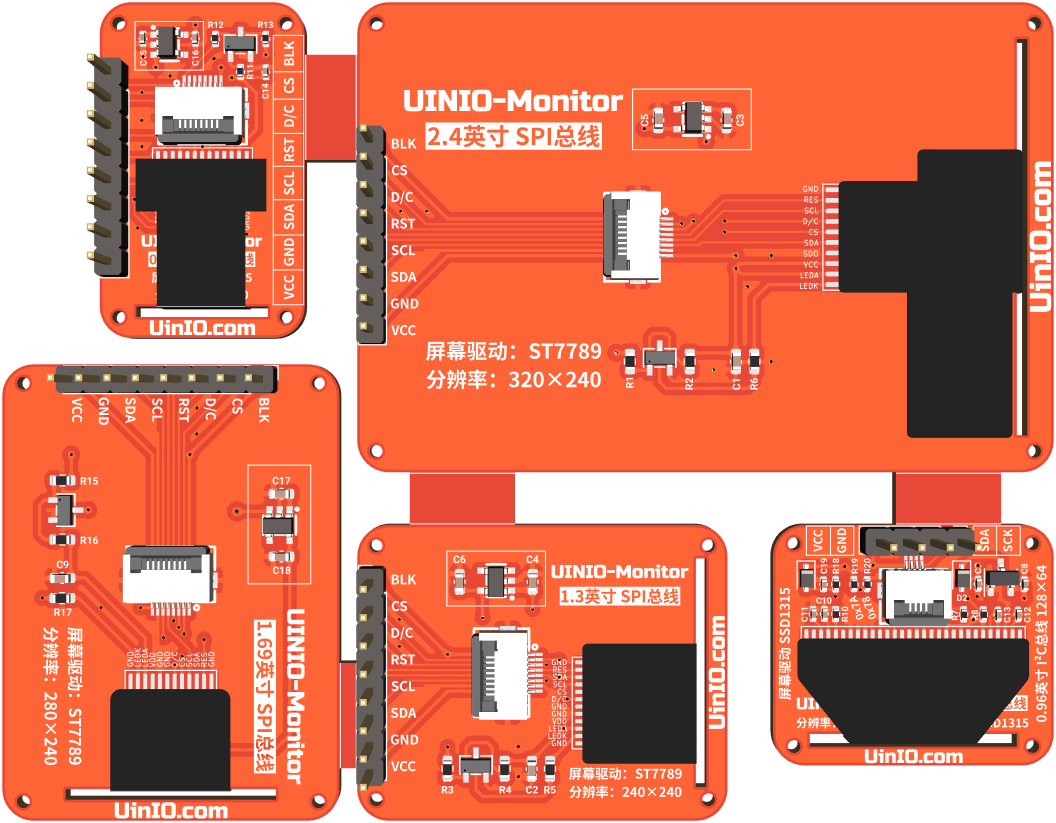 R12
R13
C15
C16
R11
C14
BLK
CS
D/C
RST
SCL
SDA
GND
VCC
UinIO.com
UINIO-Monitor
2.4英寸 SPI总线
C5
C3
BLK
CS
D/C
RST
SCL
SDA
GND
VCC
GND
RES
SCL
D/C
CS
SDA
SDO
VCC
LEDA
LEDK
屏幕驱动：ST7789
分辨率：320×240
R1
R2
C1
R6
UinIO.com
VCC
GND
SDA
SCL
RST
D/C
CS
BLK
R15
R16
C9
R17
C17
C18
UINIO-Monitor
1.69英寸 SPI总线
屏幕驱动：ST7789
分辨率：280×240
UinIO.com
C6
C4
UINIO-Monitor
1.3英寸 SPI总线
BLK
CS
D/C
RST
SCL
SDA
GND
VCC
GND
RES
SDA
SCL
CS
D/C
GND
GND
VDD
LEDA
LEDK
GND
R3
R4
C2
R5
屏幕驱动：ST7789
分辨率：240×240
UinIO.com
VCC
GND
SDA
SCK
C19
R18
R19
R20
C8
C10
C11
R10
0x7A
0x78
D2
R7
R8
C13
C12
屏幕驱动 SSD1315
0.96英寸 I²C总线 128×64
UinIO.com